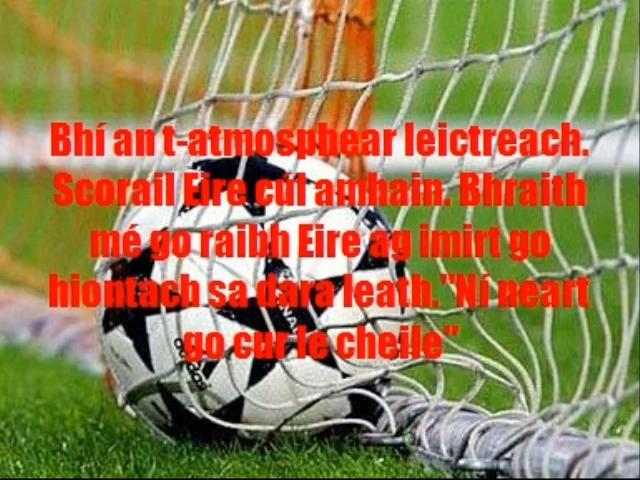 Bhí an t-atmosphear leictreach.
Scoraíl Eire cúl amhain. Bhraith
mé go raibh Eire ag imirt go
hiontach sa dara leath."Ní neart
go cur le cheile"